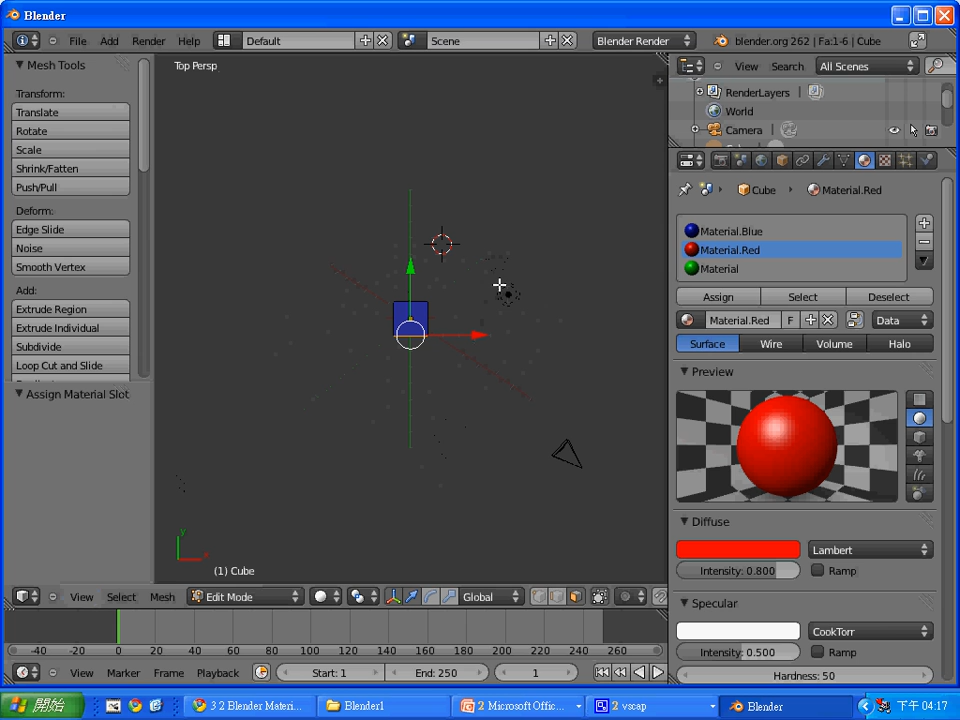 Blender
File Add Render Help Default Scene Blender Render blender.org 262 | Fa:1-6 | Cube
Mesh Tools
Transform:
Translate
Rotate
Scale
Shrink/Fatten
Push/Pull
Deform:
Edge Slide
Noise
Smooth Vertex
Add:
Extrude Region
Extrude Individual
Subdivide
Loop Cut and Slide
Assign Material Slot
Top Persp
(1) Cube
View Search All Scenes
RenderLayers |
World
Camera |
Cube Material.Red
Material.Blue
Material.Red
Material
Assign Select Deselect
Material.Red F Data
Surface Wire Volume Halo
Preview
Diffuse
Lambert
Intensity: 0.800 Ramp
Specular
CookTorr
Intensity: 0.500 Ramp
Hardness: 50
View Select Mesh Edit Mode Global
-40 -20 0 20 40 60 80 100 120 140 160 180 200 220 240 260
View Marker Frame Playback Start: 1 End: 250 1
開始 3 2 Blender Materi... Blender1 2 Microsoft Offic... 2 vscap Blender 下午 04:17